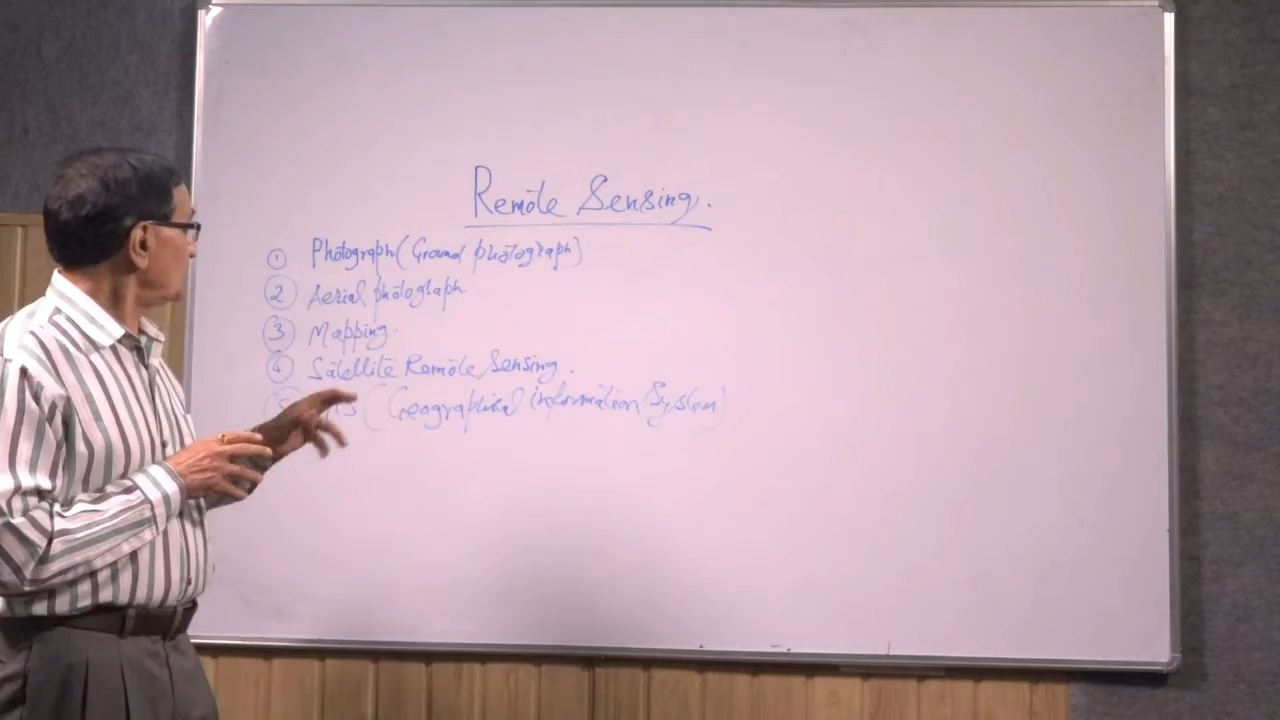 Remote Sensing.
① Photograph (Ground photograph)
② Aerial photograph.
③ Mapping.
④ Satellite Remote Sensing.
(Geographical information System)